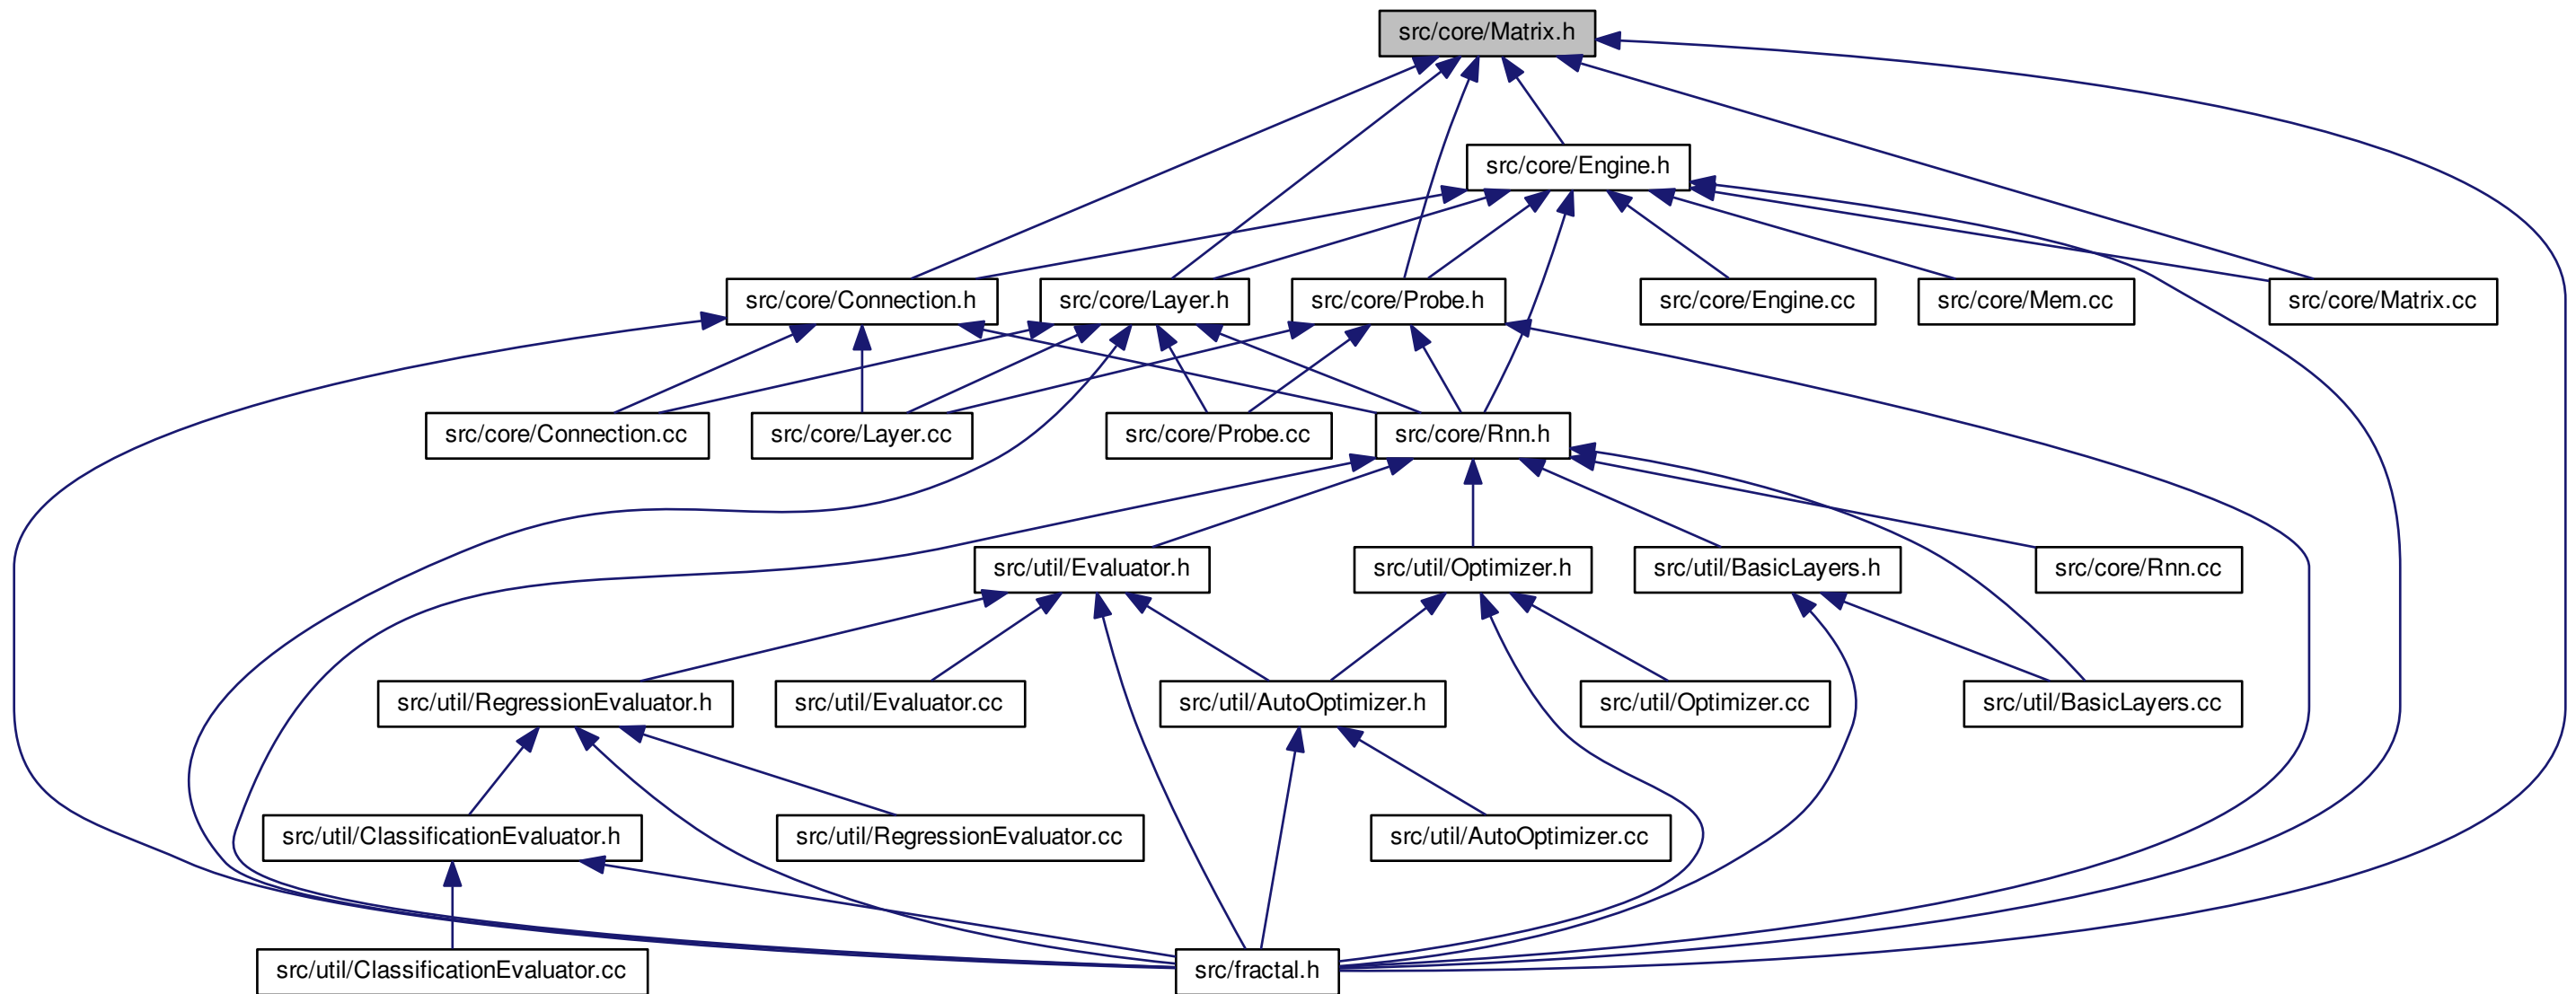 src/core/Matrix.h
src/core/Engine.h
src/core/Connection.h
src/core/Layer.h
src/core/Probe.h
src/core/Engine.cc
src/core/Mem.cc
src/core/Matrix.cc
src/core/Connection.cc
src/core/Layer.cc
src/core/Probe.cc
src/core/Rnn.h
src/util/Evaluator.h
src/util/Optimizer.h
src/util/BasicLayers.h
src/core/Rnn.cc
src/util/RegressionEvaluator.h
src/util/Evaluator.cc
src/util/AutoOptimizer.h
src/util/Optimizer.cc
src/util/BasicLayers.cc
src/util/ClassificationEvaluator.h
src/util/RegressionEvaluator.cc
src/util/AutoOptimizer.cc
src/util/ClassificationEvaluator.cc
src/fractal.h